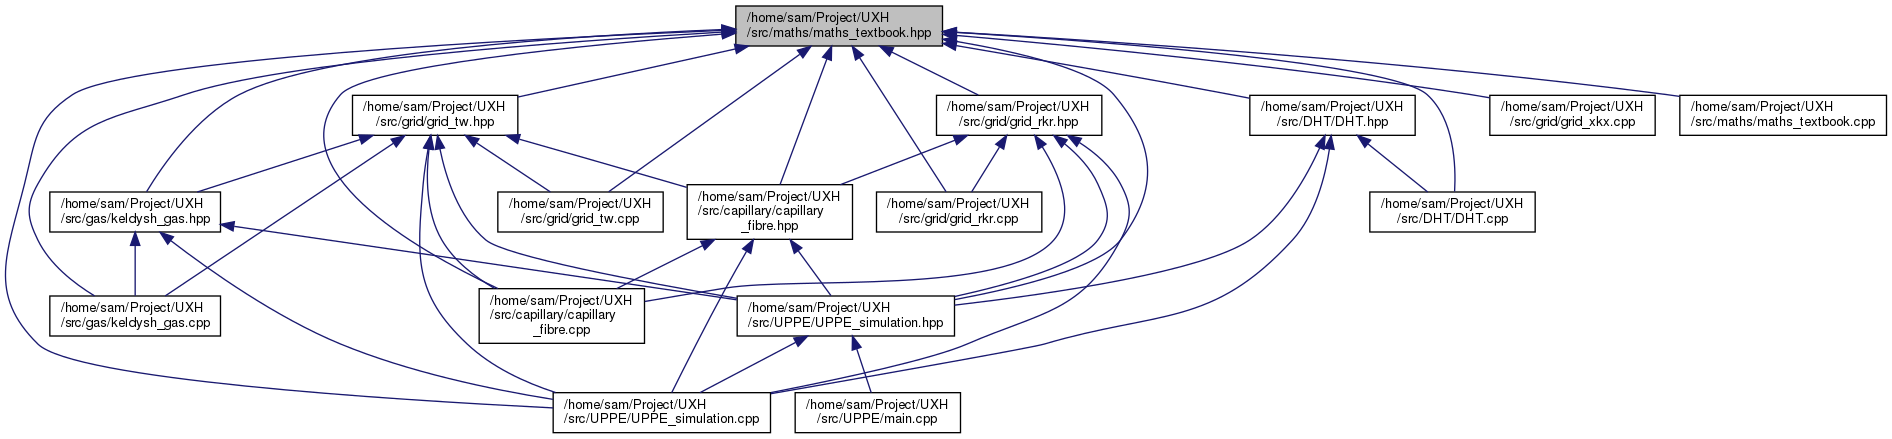 /home/sam/Project/UXH
/src/maths/maths_textbook.hpp
/home/sam/Project/UXH
/src/grid/grid_tw.hpp
/home/sam/Project/UXH
/src/grid/grid_rkr.hpp
/home/sam/Project/UXH
/src/DHT/DHT.hpp
/home/sam/Project/UXH
/src/grid/grid_xkx.cpp
/home/sam/Project/UXH
/src/maths/maths_textbook.cpp
/home/sam/Project/UXH
/src/gas/keldysh_gas.hpp
/home/sam/Project/UXH
/src/grid/grid_tw.cpp
/home/sam/Project/UXH
/src/capillary/capillary
_fibre.hpp
/home/sam/Project/UXH
/src/grid/grid_rkr.cpp
/home/sam/Project/UXH
/src/DHT/DHT.cpp
/home/sam/Project/UXH
/src/gas/keldysh_gas.cpp
/home/sam/Project/UXH
/src/capillary/capillary
_fibre.cpp
/home/sam/Project/UXH
/src/UPPE/UPPE_simulation.hpp
/home/sam/Project/UXH
/src/UPPE/UPPE_simulation.cpp
/home/sam/Project/UXH
/src/UPPE/main.cpp